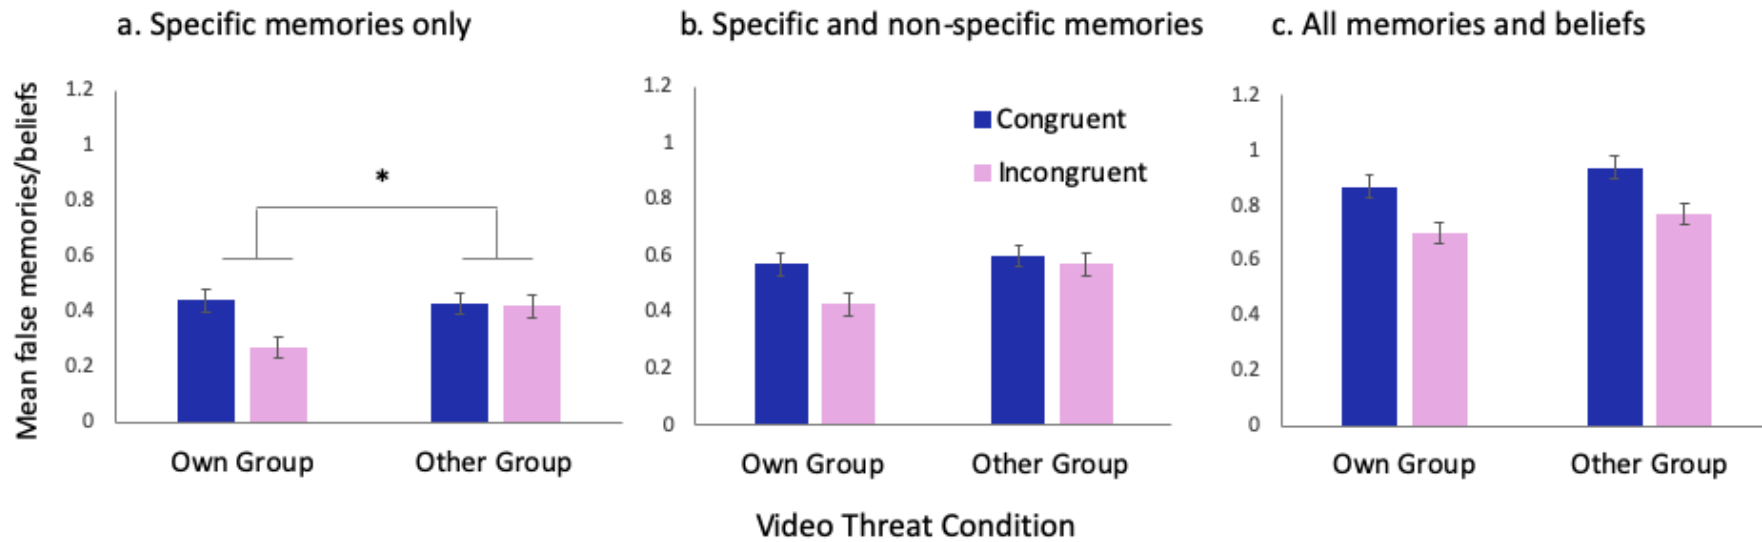 a. Specific memories only
b. Specific and non-specific memories
c. All memories and beliefs
Mean false memories/beliefs
1.2
1
0.8
0.6
0.4
0.2
0
*
Own Group
Other Group
1.2
1
0.8
0.6
0.4
0.2
0
Congruent
Incongruent
Own Group
Other Group
1.2
1
0.8
0.6
0.4
0.2
0
Own Group
Other Group
Video Threat Condition